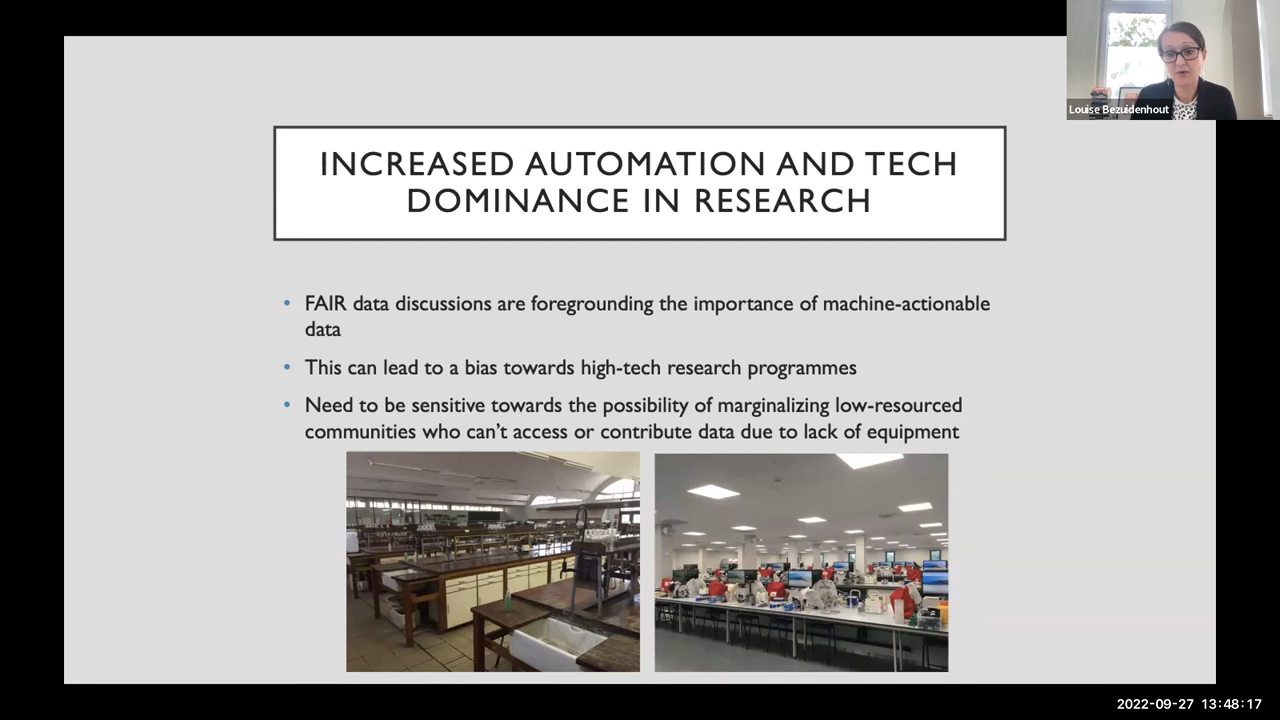 Louise Bezuidenhout
INCREASED AUTOMATION AND TECH
DOMINANCE IN RESEARCH
• FAIR data discussions are foregrounding the importance of machine-actionable
data
• This can lead to a bias towards high-tech research programmes
• Need to be sensitive towards the possibility of marginalizing low-resourced
communities who can’t access or contribute data due to lack of equipment
2022-09-27 13:48:17